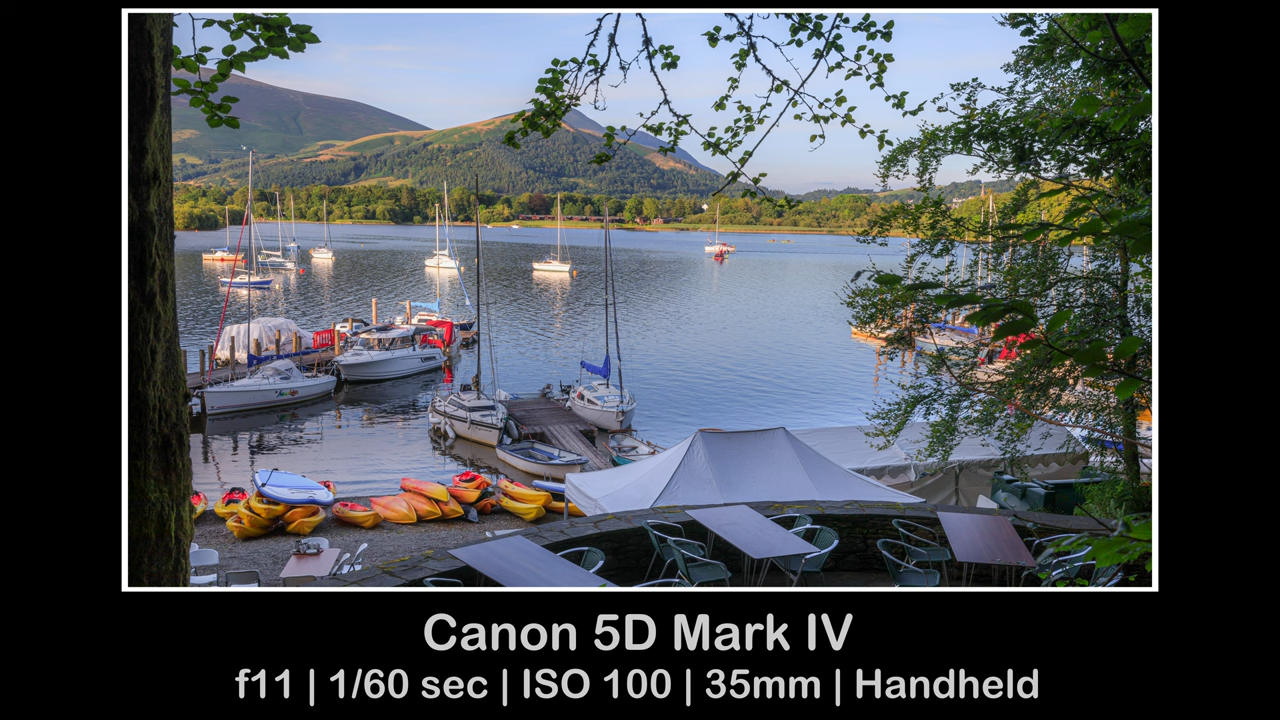 Canon 5D Mark IV
f11 | 1/60 sec | ISO 100 | 35mm | Handheld